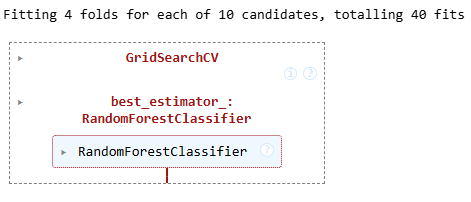 Fitting 4 folds for each of 10 candidates, totalling 40 fits
GridSearchCV
i ?
best_estimator_:
RandomForestClassifier
RandomForestClassifier ?